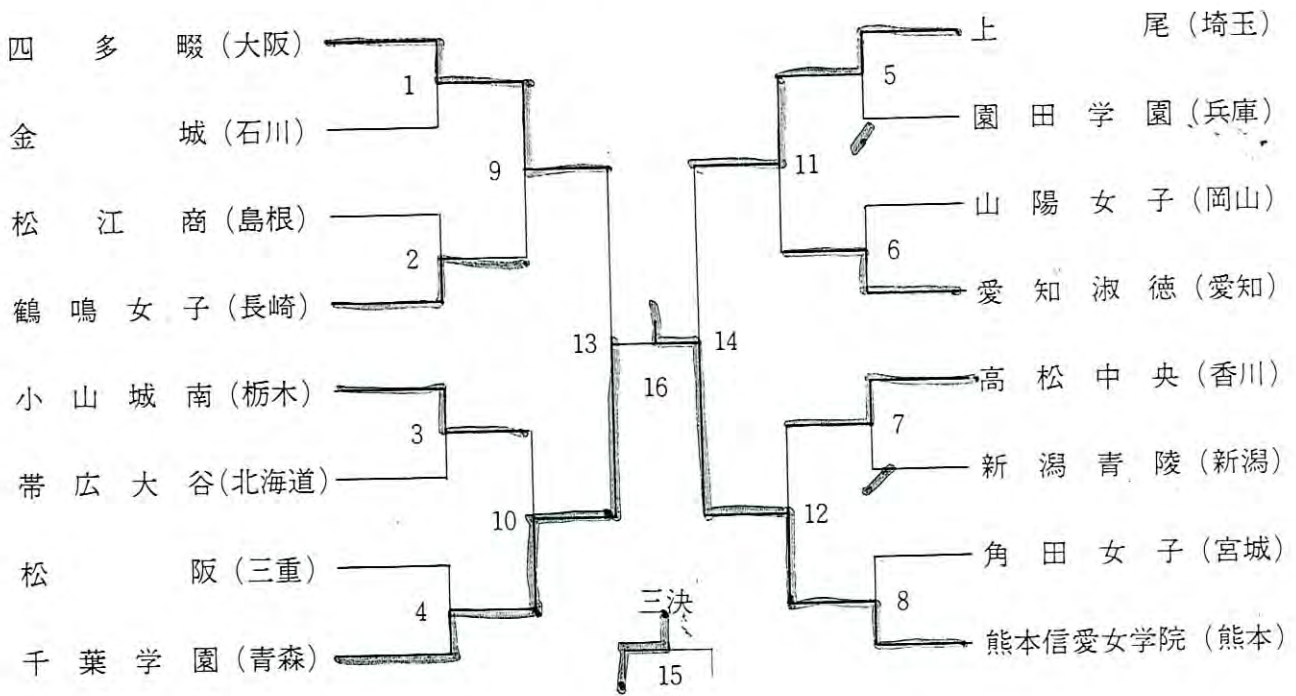 四多畷(大阪)
金城(石川)
松江商(島根)
鶴鳴女子(長崎)
小山城南(栃木)
帯広大谷(北海道)
松阪(三重)
千葉学園(青森)
1
2
3
4
9
10
13
16
三決
15
14
11
12
5
6
7
8
上尾(埼玉)
園田学園(兵庫)
山陽女子(岡山)
愛知淑徳(愛知)
高松中央(香川)
新潟青陵(新潟)
角田女子(宮城)
熊本信愛女学院(熊本)